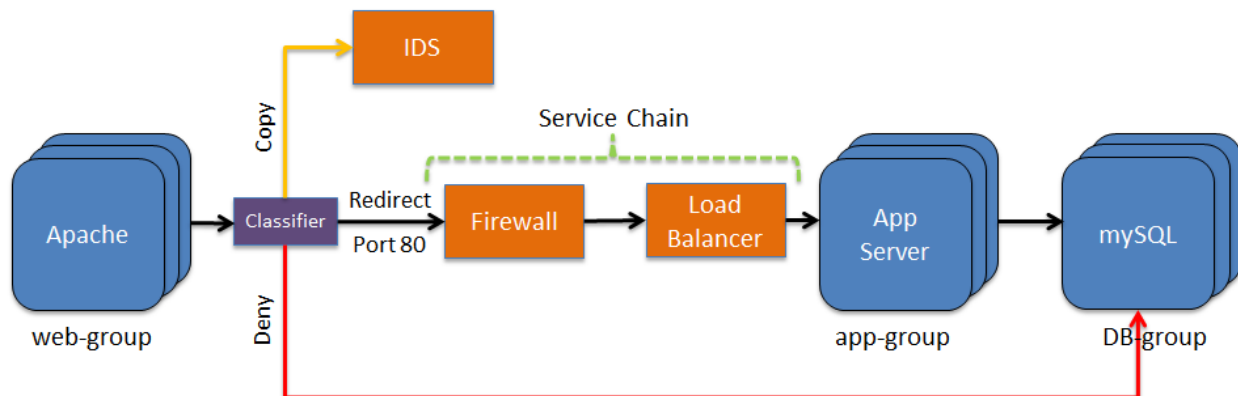 IDS
Copy
Service Chain
Apache
Classifier
Redirect
Port 80
Firewall
Load
Balancer
App
Server
mySQL
Deny
web-group
app-group
DB-group